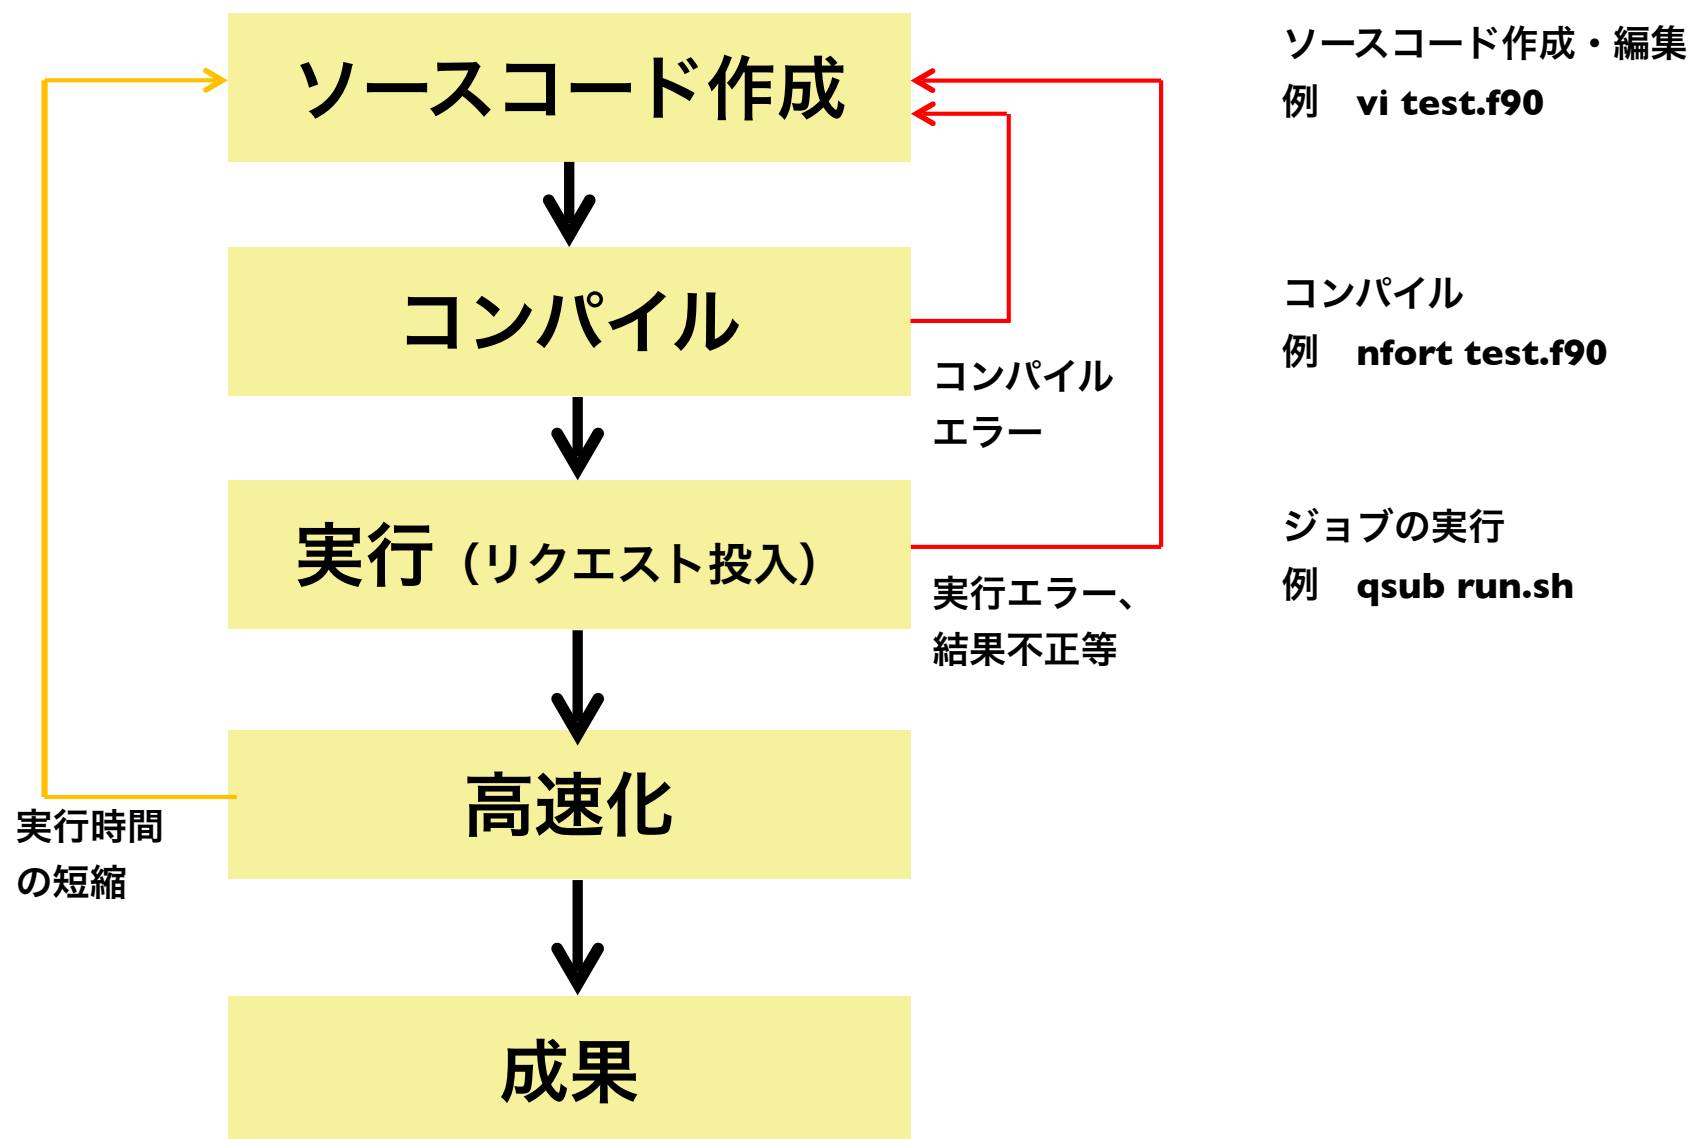 ソースコード作成
コンパイル
実行（リクエスト投入）
高速化
成果
コンパイル
エラー
実行エラー、
結果不正等
実行時間
の短縮
ソースコード作成・編集
例　vi test.f90
コンパイル
例　nfort test.f90
ジョブの実行
例　qsub run.sh